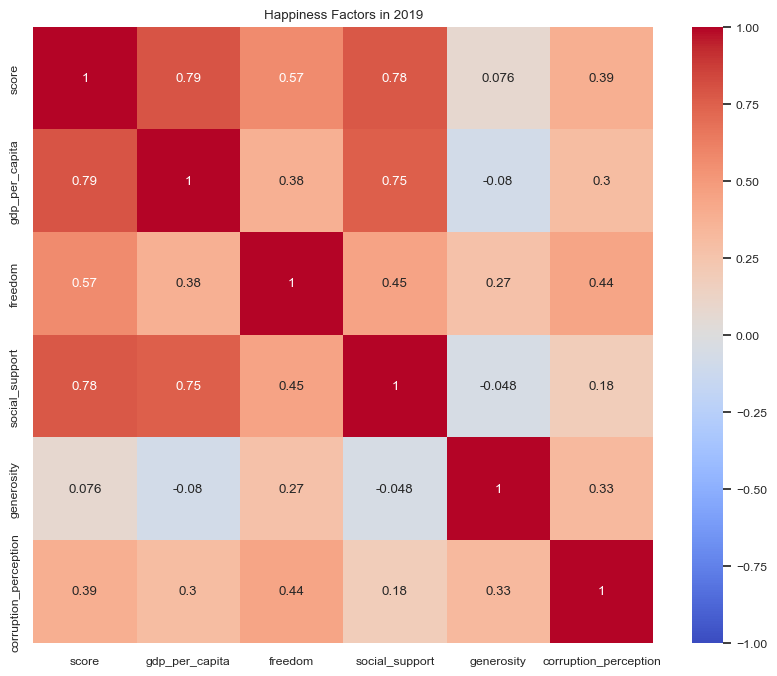 Happiness Factors in 2019
score 1 0.79 0.57 0.78 0.076 0.39
gdp_per_capita 0.79 1 0.38 0.75 -0.08 0.3
freedom 0.57 0.38 1 0.45 0.27 0.44
social_support 0.78 0.75 0.45 1 -0.048 0.18
generosity 0.076 -0.08 0.27 -0.048 1 0.33
corruption_perception 0.39 0.3 0.44 0.18 0.33 1
score gdp_per_capita freedom social_support generosity corruption_perception
1.00
0.75
0.50
0.25
0.00
−0.25
−0.50
−0.75
−1.00